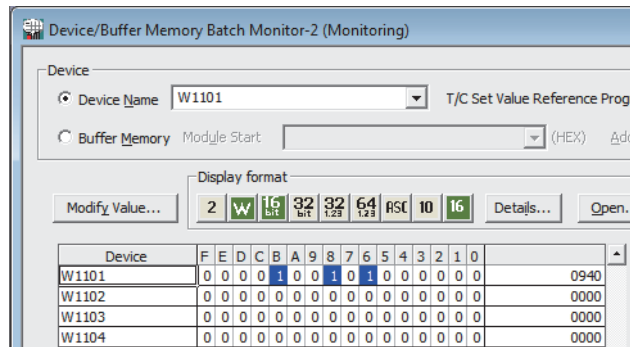 Device/Buffer Memory Batch Monitor-2 (Monitoring)
Device
Device Name W1101 T/C Set Value Reference Prog
Buffer Memory Module Start (HEX) Add
Display format
Modify Value... 2 W 16 bit 32 bit 32 1.23 64 1.23 ASC 10 16 Details... Open...
Device F E D C B A 9 8 7 6 5 4 3 2 1 0
W1101 0 0 0 0 1 0 0 1 0 1 0 0 0 0 0 0 0940
W1102 0 0 0 0 0 0 0 0 0 0 0 0 0 0 0 0 0000
W1103 0 0 0 0 0 0 0 0 0 0 0 0 0 0 0 0 0000
W1104 0 0 0 0 0 0 0 0 0 0 0 0 0 0 0 0 0000